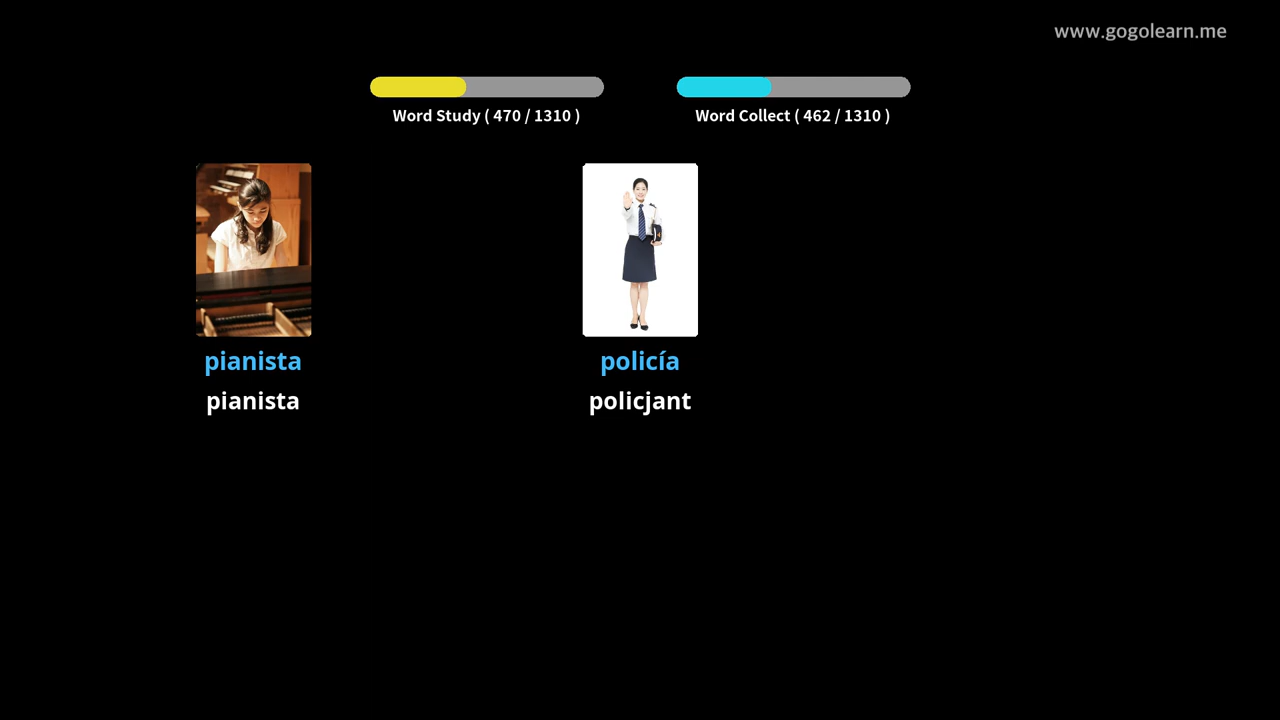 www.gogolearn.me
Word Study ( 470 / 1310 )
Word Collect ( 462 / 1310 )
pianista
pianista
policía
policjant